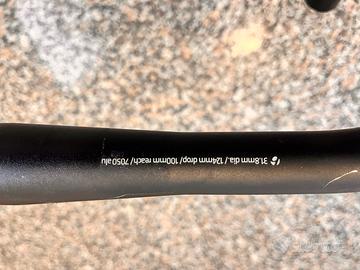 31.8mm dia./ 124mm drop/ 100mm reach/ 7050 alu